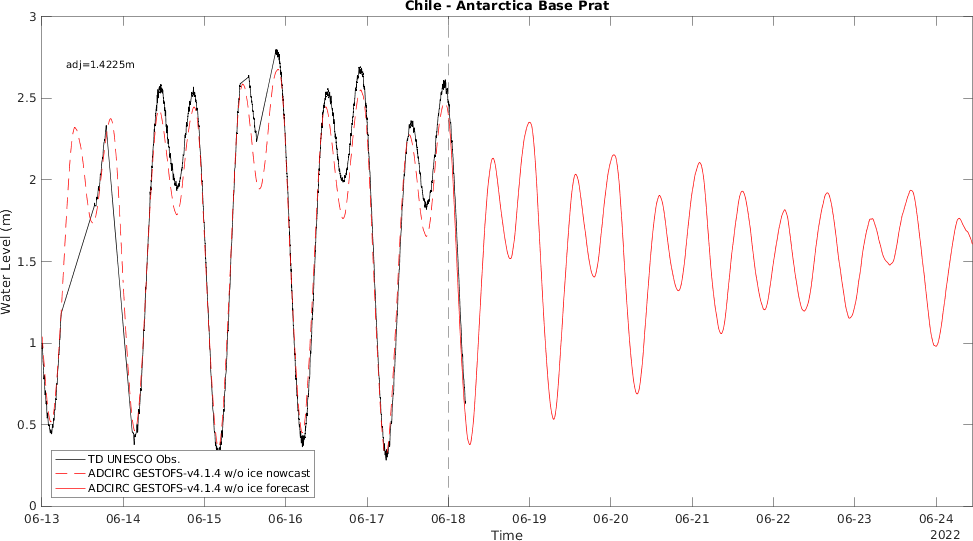 Chile - Antarctica Base Prat
adj=1.4225m
Water Level (m)
3
2.5
2
1.5
1
0.5
0
TD UNESCO Obs.
ADCIRC GESTOFS-v4.1.4 w/o ice nowcast
ADCIRC GESTOFS-v4.1.4 w/o ice forecast
06-13 06-14 06-15 06-16 06-17 06-18 06-19 06-20 06-21 06-22 06-23 06-24
Time
2022